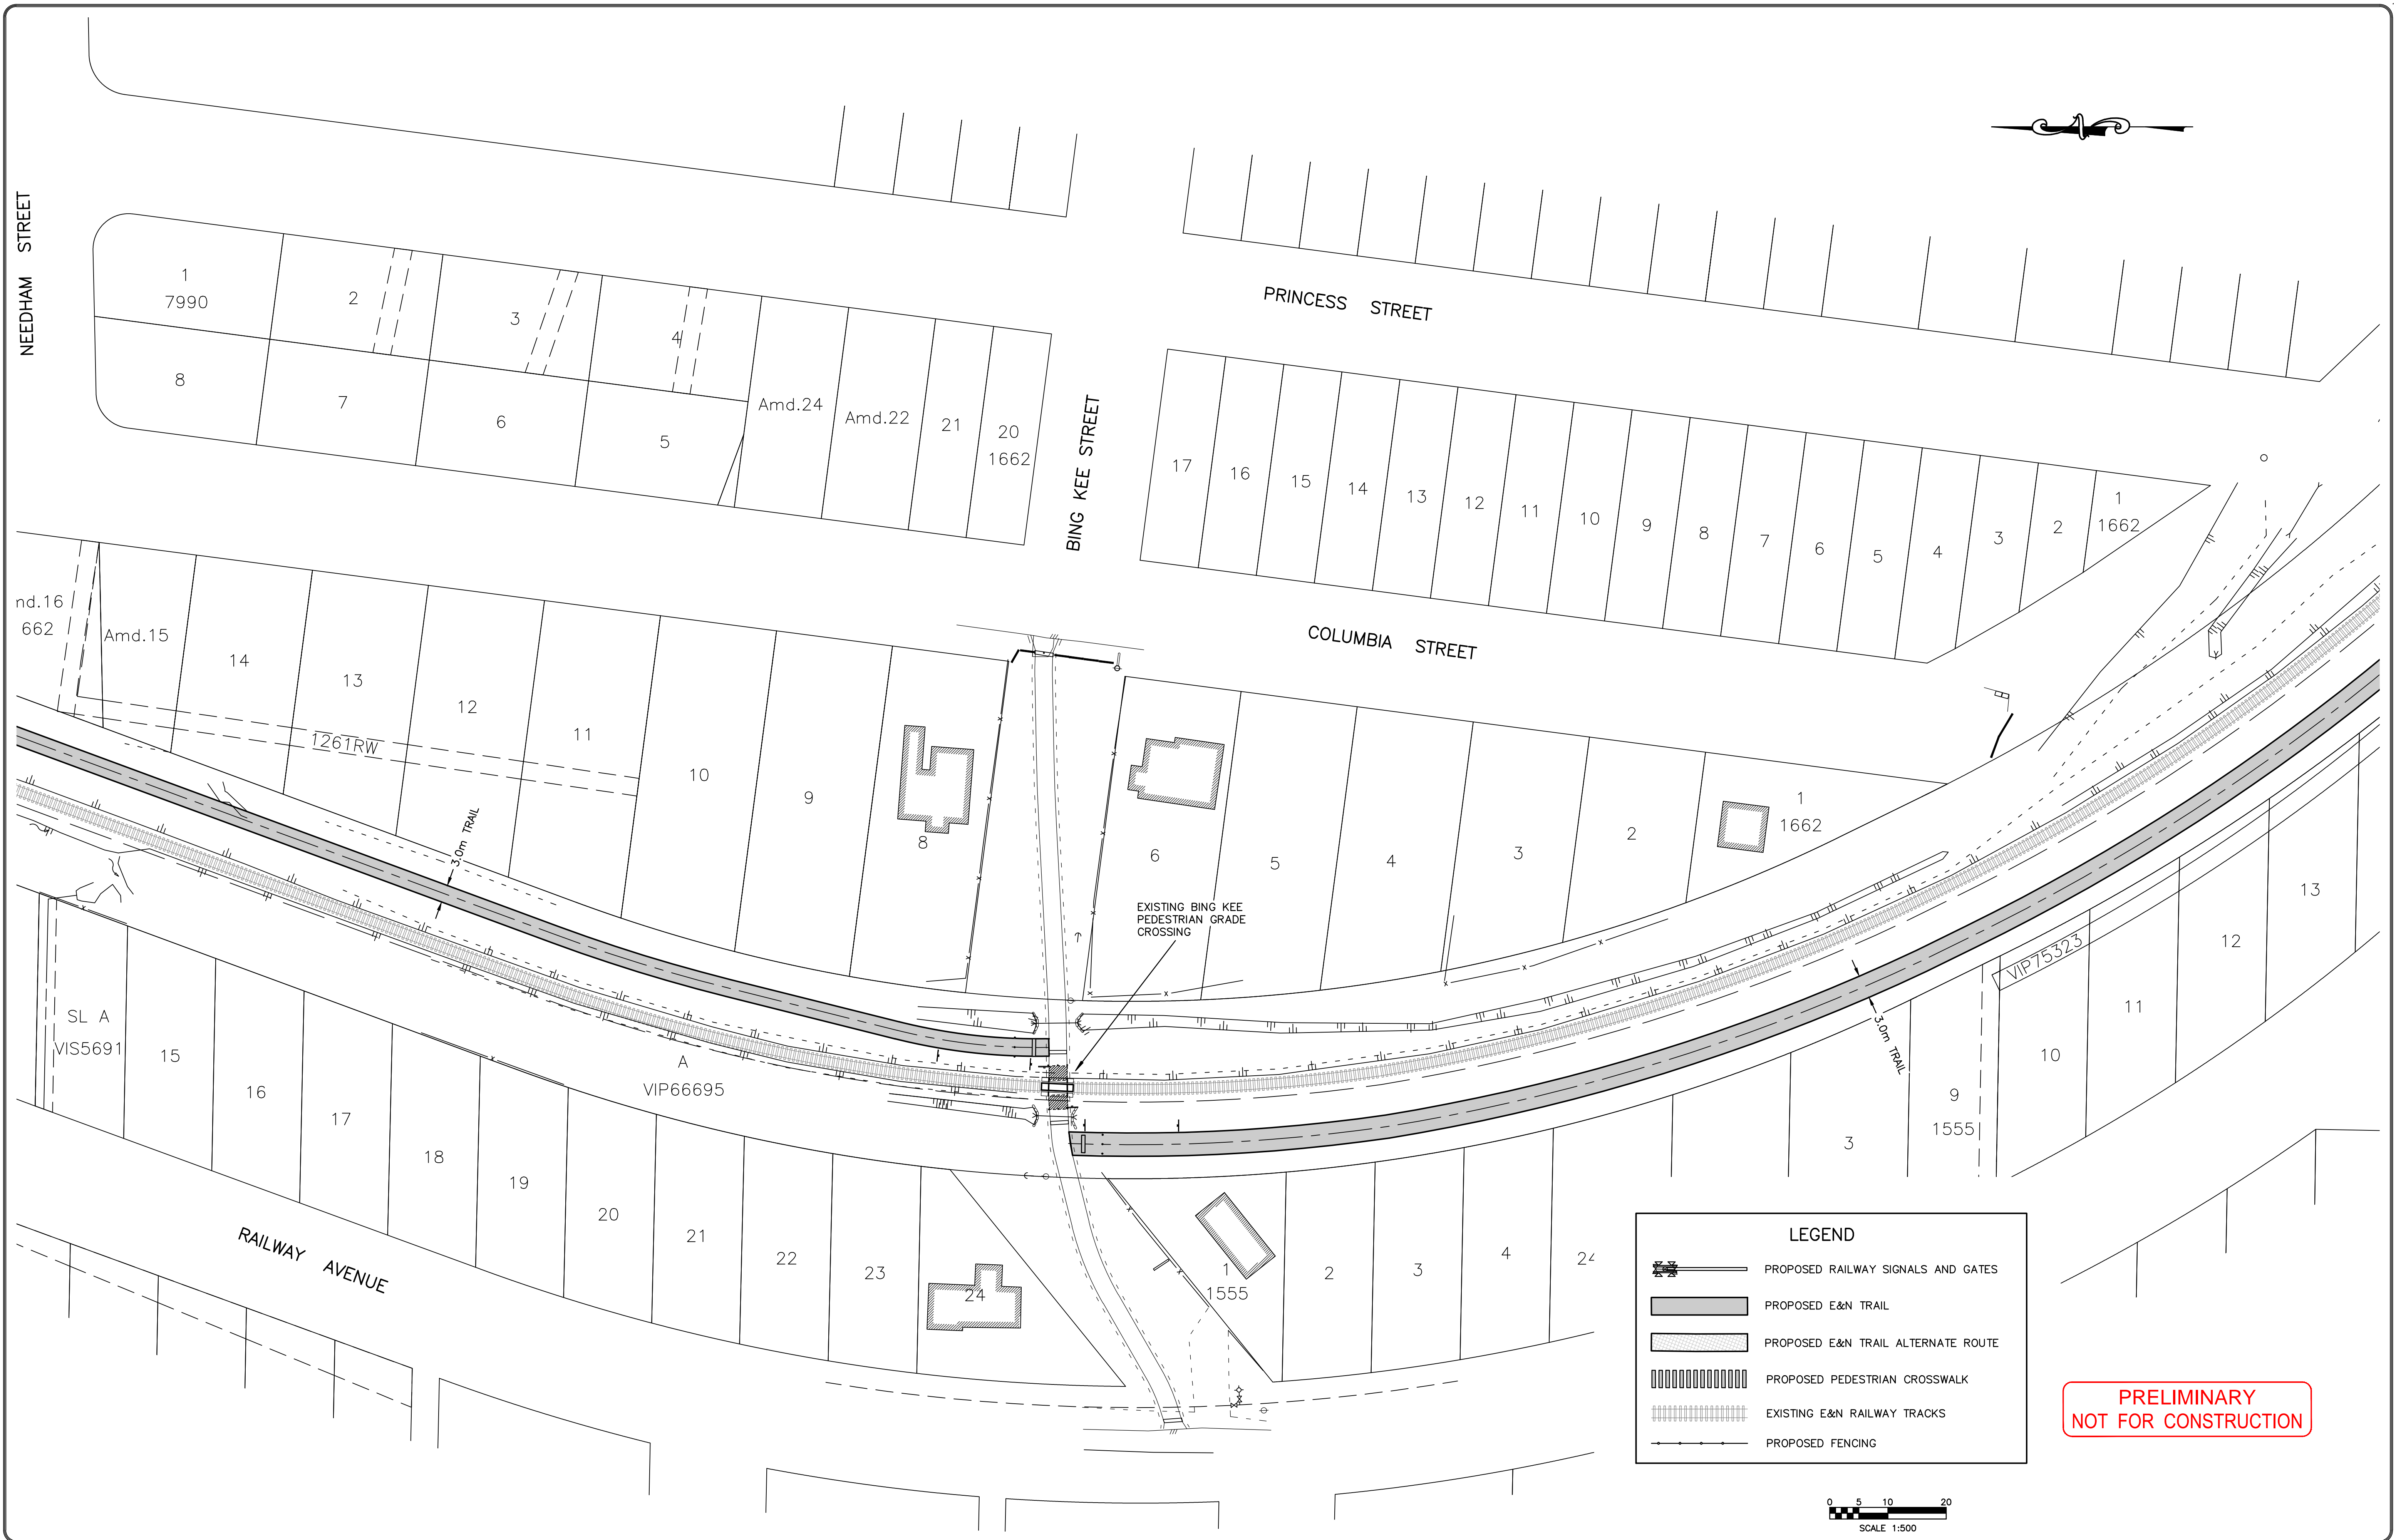 NEEDHAM STREET
1
7990
2
3
4
8
7
6
5
Amd.24
Amd.22
21
20
1662
BING KEE STREET
PRINCESS STREET
17
16
15
14
13
12
11
10
9
8
7
6
5
4
3
2
1
1662
nd.16
662
Amd.15
14
13
12
11
10
9
8
1261RW
COLUMBIA STREET
6
5
4
3
2
1
1662
3.0m TRAIL
EXISTING BING KEE
PEDESTRIAN GRADE
CROSSING
SL A
VIS5691
15
16
17
18
19
20
21
22
23
24
A
VIP66695
RAILWAY AVENUE
1
1555
2
3
4
24
3
9
1555
10
11
12
13
VIP75323
3.0m TRAIL
LEGEND
PROPOSED RAILWAY SIGNALS AND GATES
PROPOSED E&N TRAIL
PROPOSED E&N TRAIL ALTERNATE ROUTE
PROPOSED PEDESTRIAN CROSSWALK
EXISTING E&N RAILWAY TRACKS
PROPOSED FENCING
PRELIMINARY
NOT FOR CONSTRUCTION
0 5 10 20
SCALE 1:500